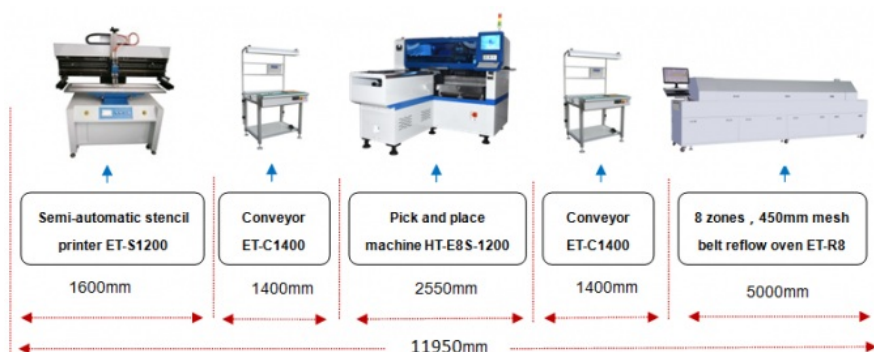 Semi-automatic stencil
printer ET-S1200
Conveyor
ET-C1400
Pick and place
machine HT-E8S-1200
Conveyor
ET-C1400
8 zones，450mm mesh
belt reflow oven ET-R8
1600mm
1400mm
2550mm
1400mm
5000mm
11950mm